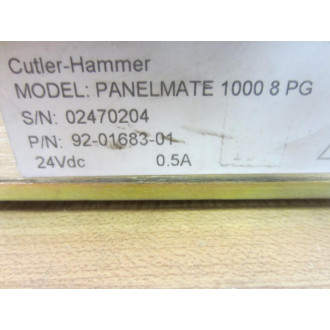 Cutler-Hammer
MODEL: PANELMATE 1000 8 PG
S/N: 02470204
P/N: 92-01683-01
24Vdc 0.5A